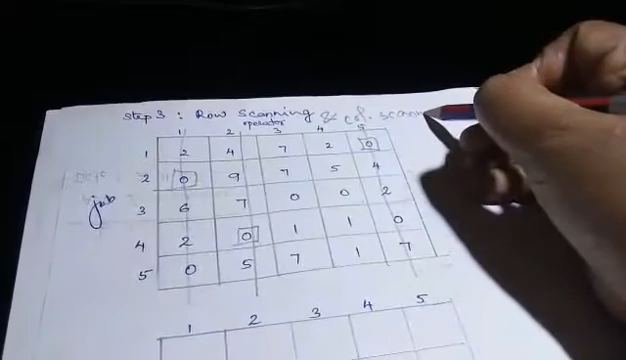 Step 3 : Row scanning & col. scann
operator
1 2 3 4 5
1 2 4 7 2 0
2 0 9 7 5 4
job
3 6 7 0 0 2
4 2 0 1 1 0
5 0 5 7 1 7
1 2 3 4 5